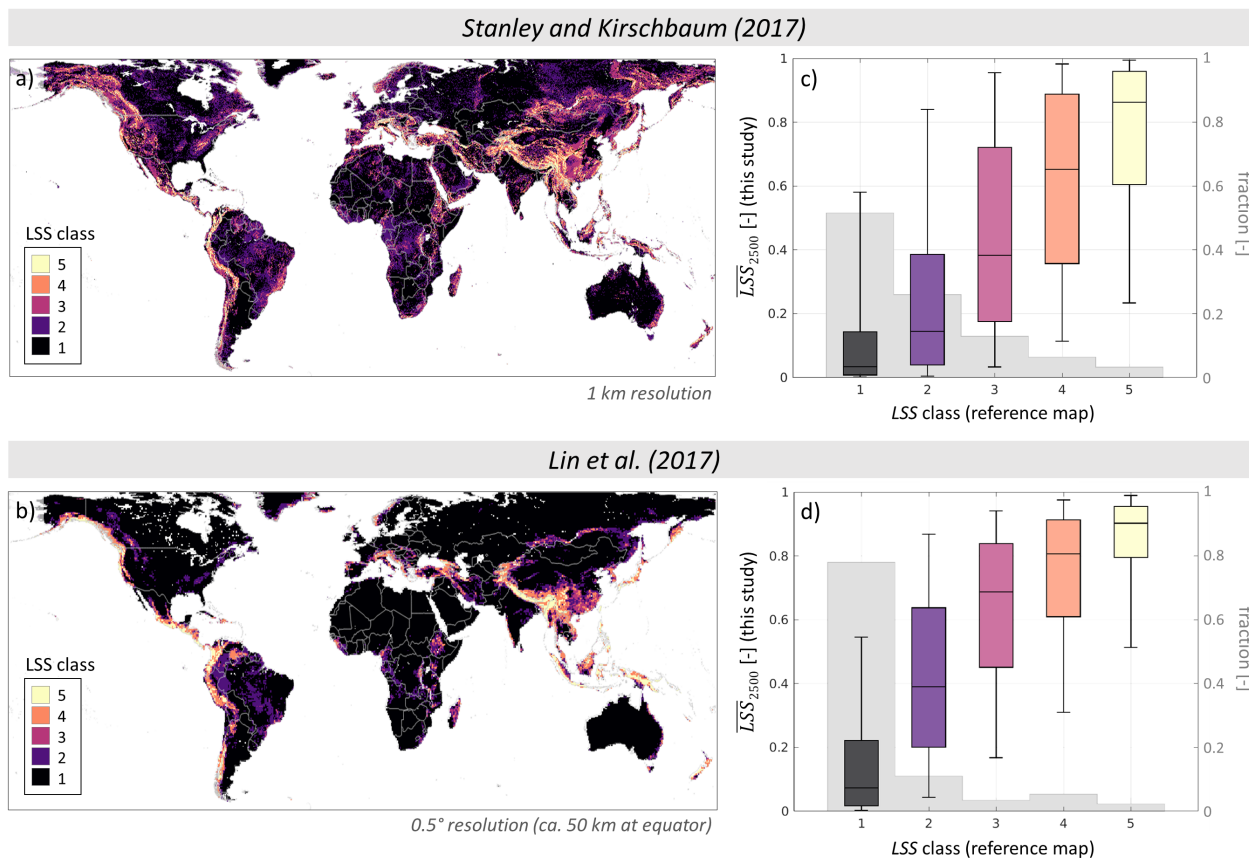 Stanley and Kirschbaum (2017)
a)
LSS class
5
4
3
2
1
1 km resolution
c)
1
0.8
0.6
0.4
0.2
0
LSS2500 [-] (this study)
1
0.8
0.6
0.4
0.2
0
fraction [-]
1 2 3 4 5
LSS class (reference map)
Lin et al. (2017)
b)
LSS class
5
4
3
2
1
0.5° resolution (ca. 50 km at equator)
d)
1
0.8
0.6
0.4
0.2
0
LSS2500 [-] (this study)
1
0.8
0.6
0.4
0.2
0
fraction [-]
1 2 3 4 5
LSS class (reference map)